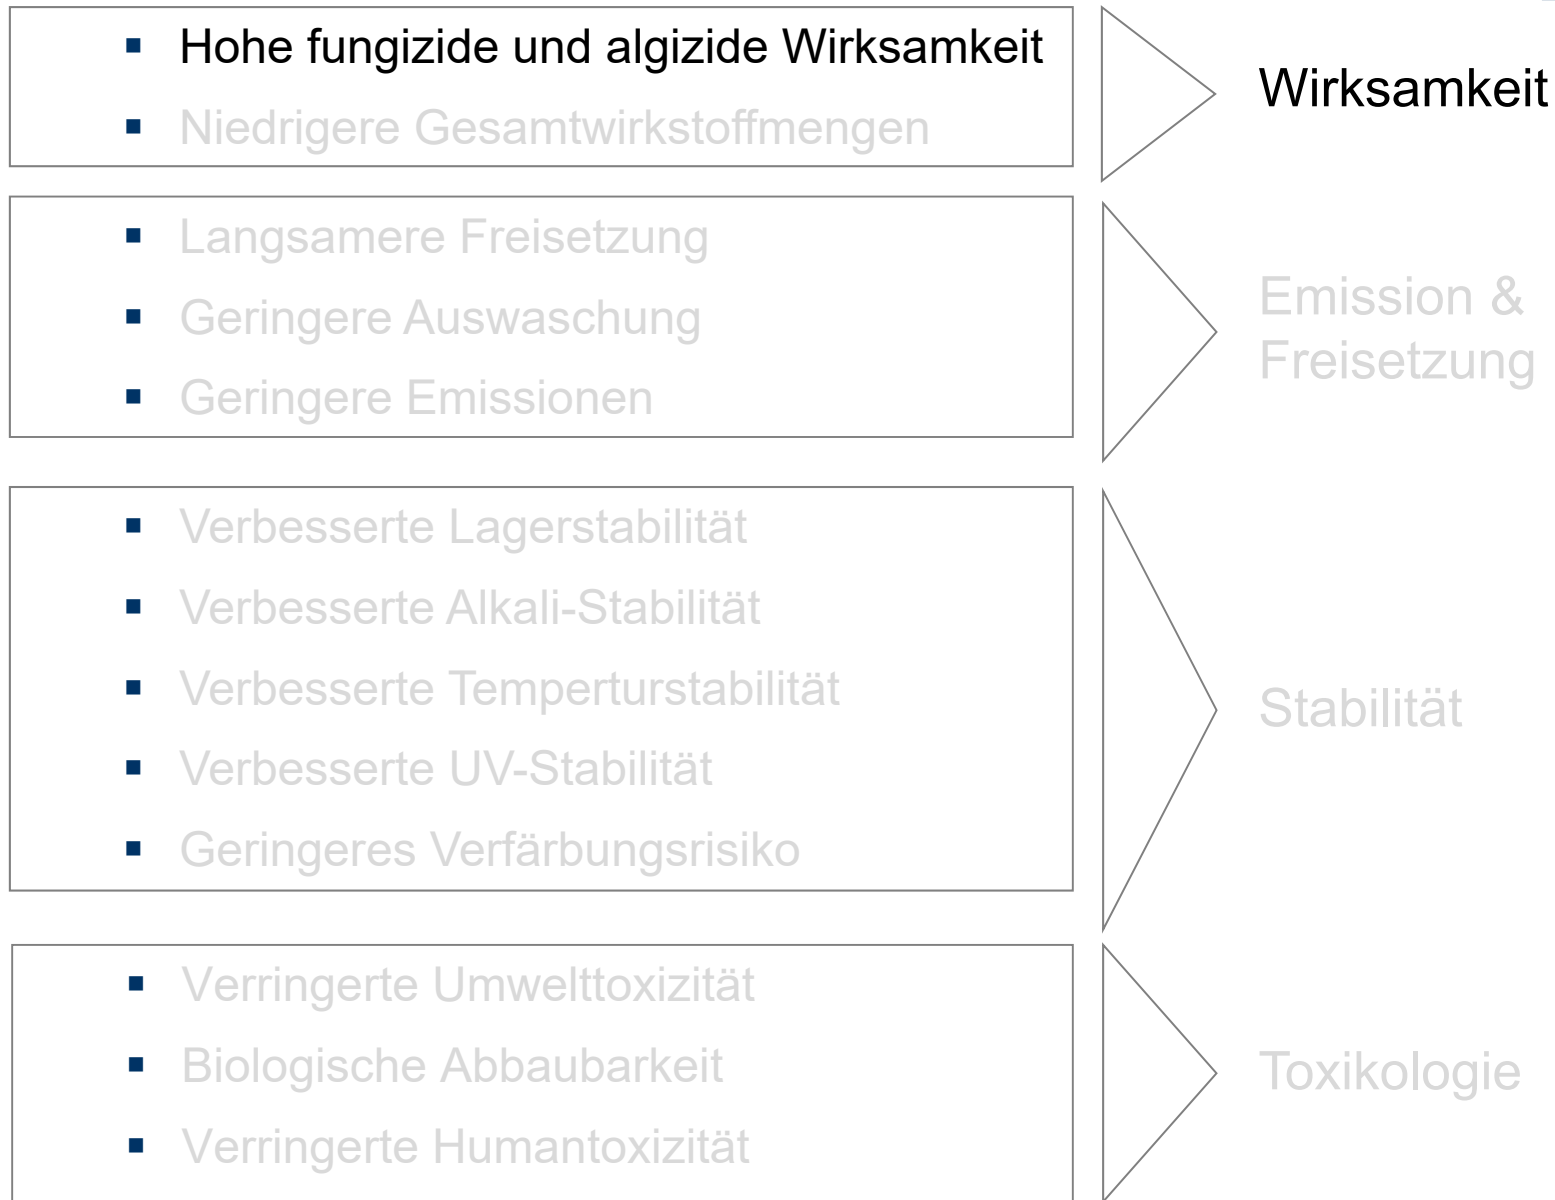 ▪ Hohe fungizide und algizide Wirksamkeit
▪ Niedrigere Gesamtwirkstoffmengen
Wirksamkeit
▪ Langsamere Freisetzung
▪ Geringere Auswaschung
▪ Geringere Emissionen
Emission &
Freisetzung
▪ Verbesserte Lagerstabilität
▪ Verbesserte Alkali-Stabilität
▪ Verbesserte Temperturstabilität
▪ Verbesserte UV-Stabilität
▪ Geringeres Verfärbungsrisiko
Stabilität
▪ Verringerte Umwelttoxizität
▪ Biologische Abbaubarkeit
▪ Verringerte Humantoxizität
Toxikologie